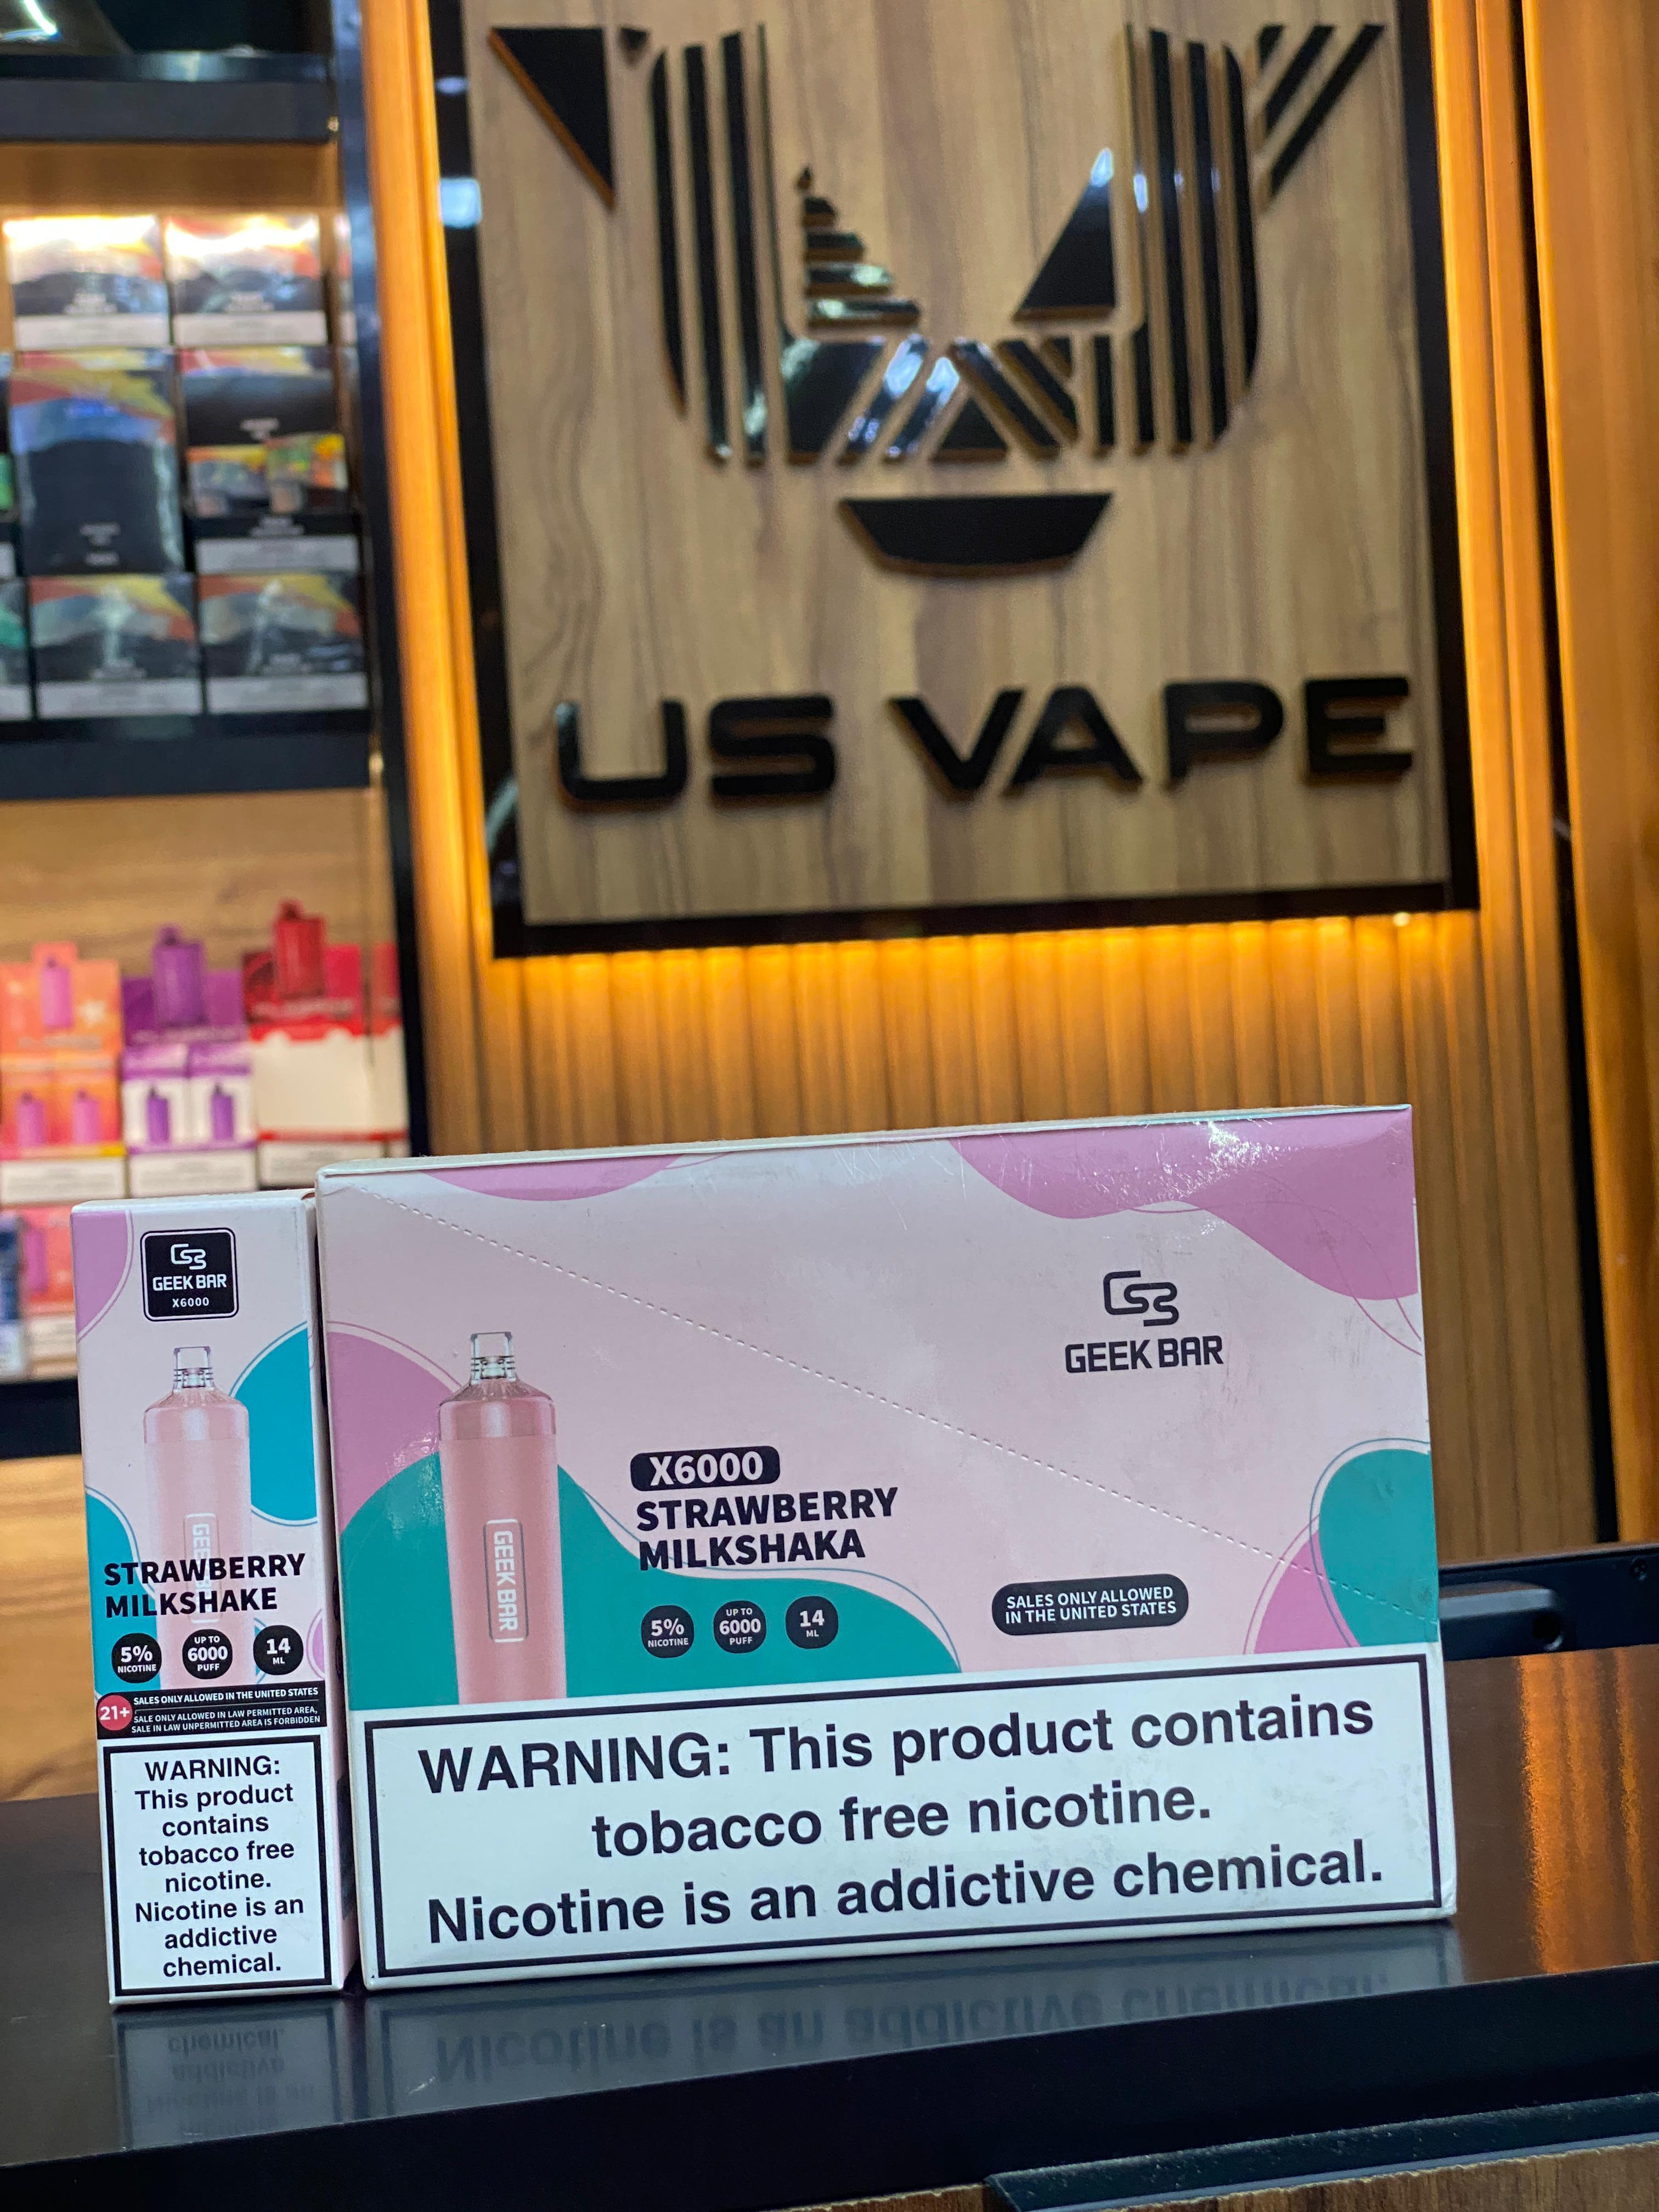 US VAPE
GEEK BAR
X6000
GEEK BAR
STRAWBERRY
MILKSHAKE
5%
NICOTINE
UP TO
6000
PUFF
14
ML
21+
SALES ONLY ALLOWED IN THE UNITED STATES
SALE ONLY ALLOWED IN LAW PERMITTED AREA,
SALE IN LAW UNPERMITTED AREA IS FORBIDDEN
WARNING:
This product
contains
tobacco free
nicotine.
Nicotine is an
addictive
chemical.
GEEK BAR
GEEK BAR
X6000
STRAWBERRY
MILKSHAKA
5%
NICOTINE
UP TO
6000
PUFF
14
ML
SALES ONLY ALLOWED
IN THE UNITED STATES
WARNING: This product contains
tobacco free nicotine.
Nicotine is an addictive chemical.